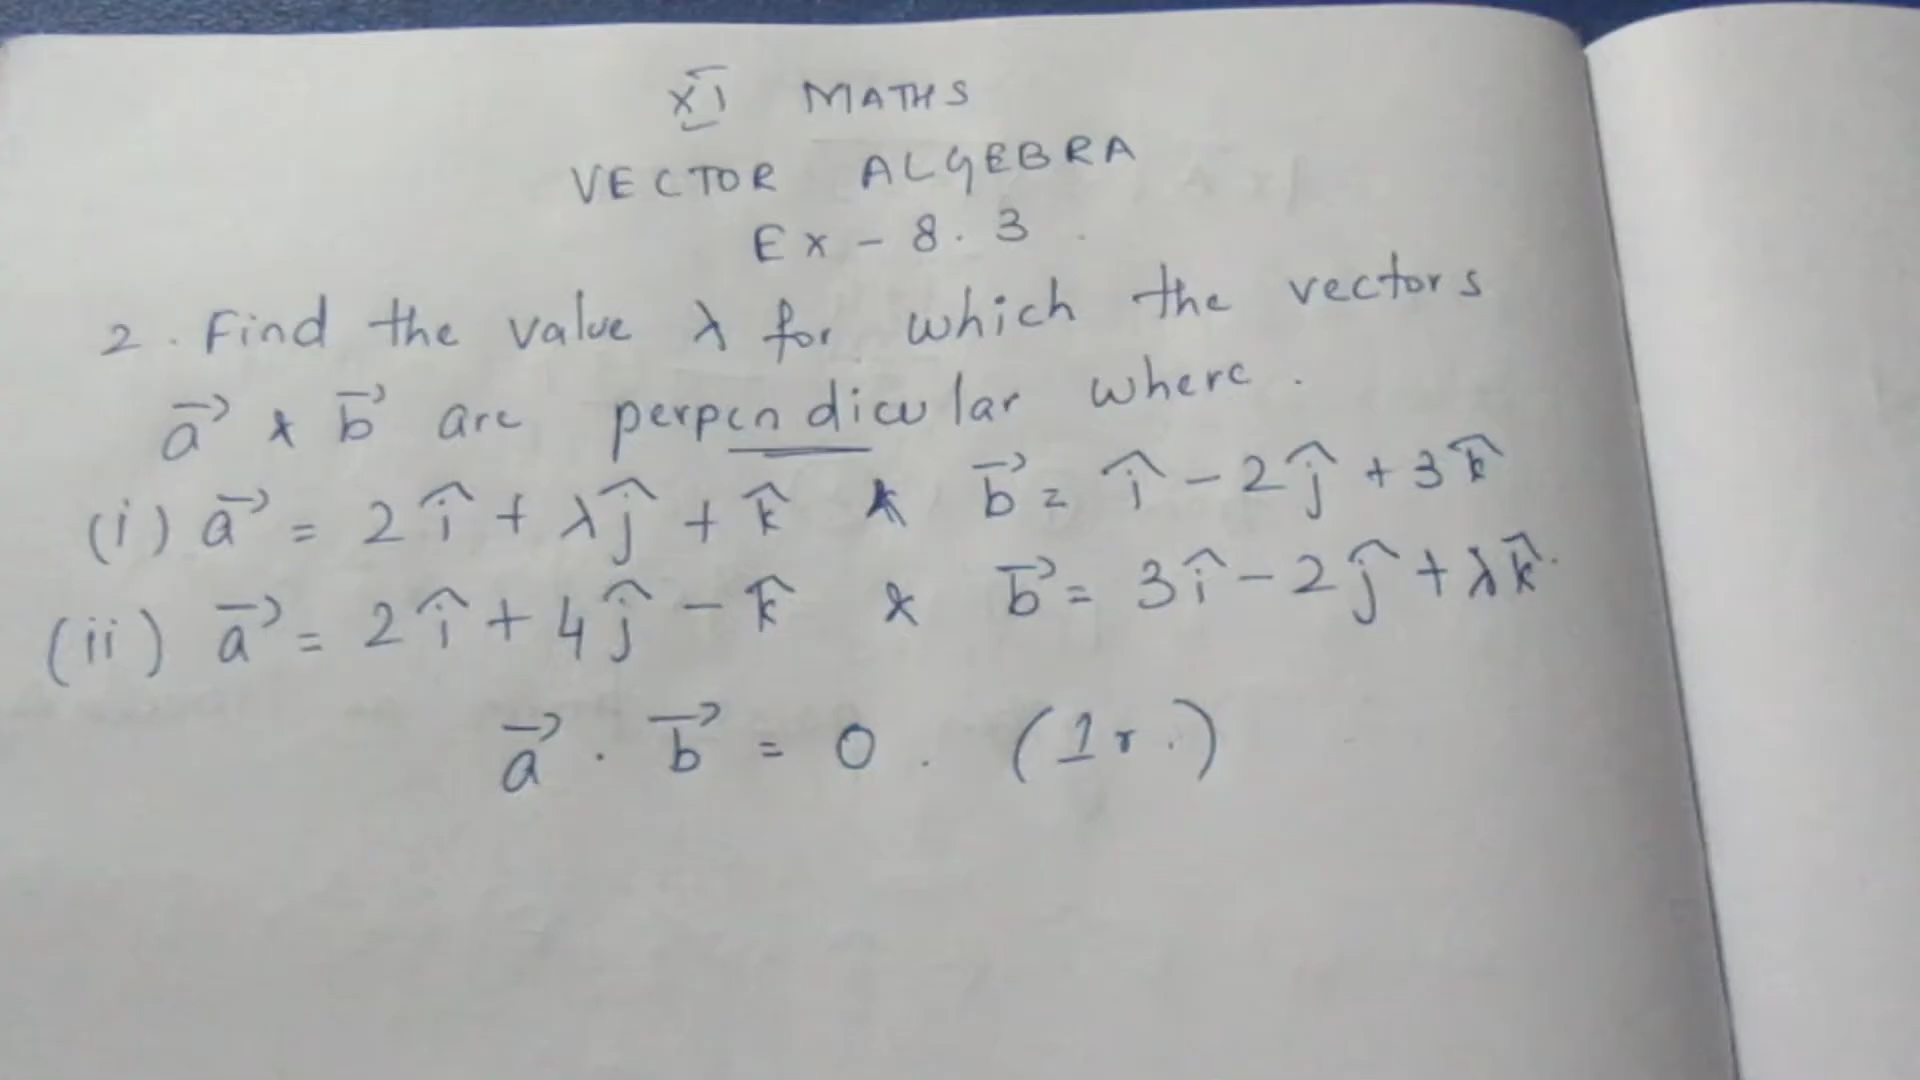 XI MATHS
VECTOR ALGEBRA
Ex - 8.3
2. Find the value λ for which the vectors
a⃗ & b⃗ are perpendicular where.
(i) a⃗ = 2î + λĵ + k̂ & b⃗ = î - 2ĵ + 3k̂
(ii) a⃗ = 2î + 4ĵ - k̂ & b⃗ = 3î - 2ĵ + λk̂.
a⃗ . b⃗ = 0. (⊥r.)